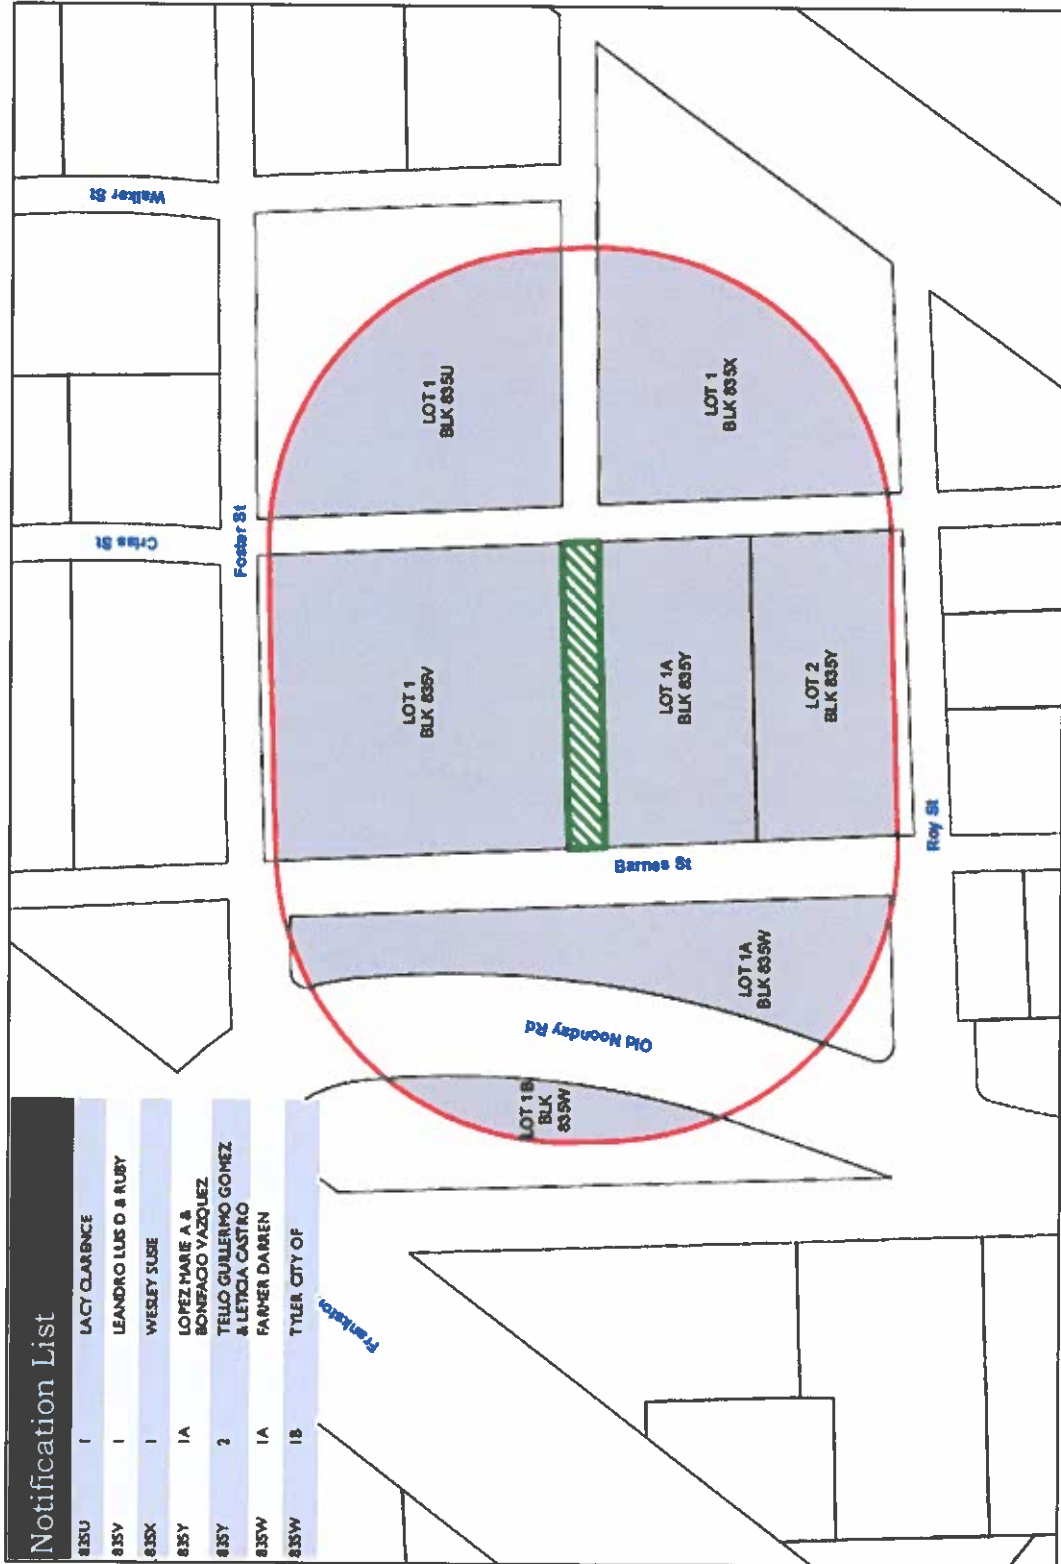 Notification List
835U 1 LACY CLARENCE
835V 1 LEANDRO LUIS D & RUBY
835X 1 WESLEY SUSIE
835Y 1A LOPEZ MARIE A &
BONIFACIO VAZQUEZ
835Y 2 TELLO GUILLERMO GOMEZ
& LETICIA CASTRO
835W 1A FARMER DARREN
835W 1B TYLER CITY OF
Walker St
Criss St
Foster St
LOT 1
BLK 835U
LOT 1
BLK 835X
LOT 1
BLK 835V
LOT 1A
BLK 835Y
LOT 2
BLK 835Y
Barnes St
Roy St
LOT 1A
BLK 835W
Old Noonday Rd
LOT 1B
BLK
835W